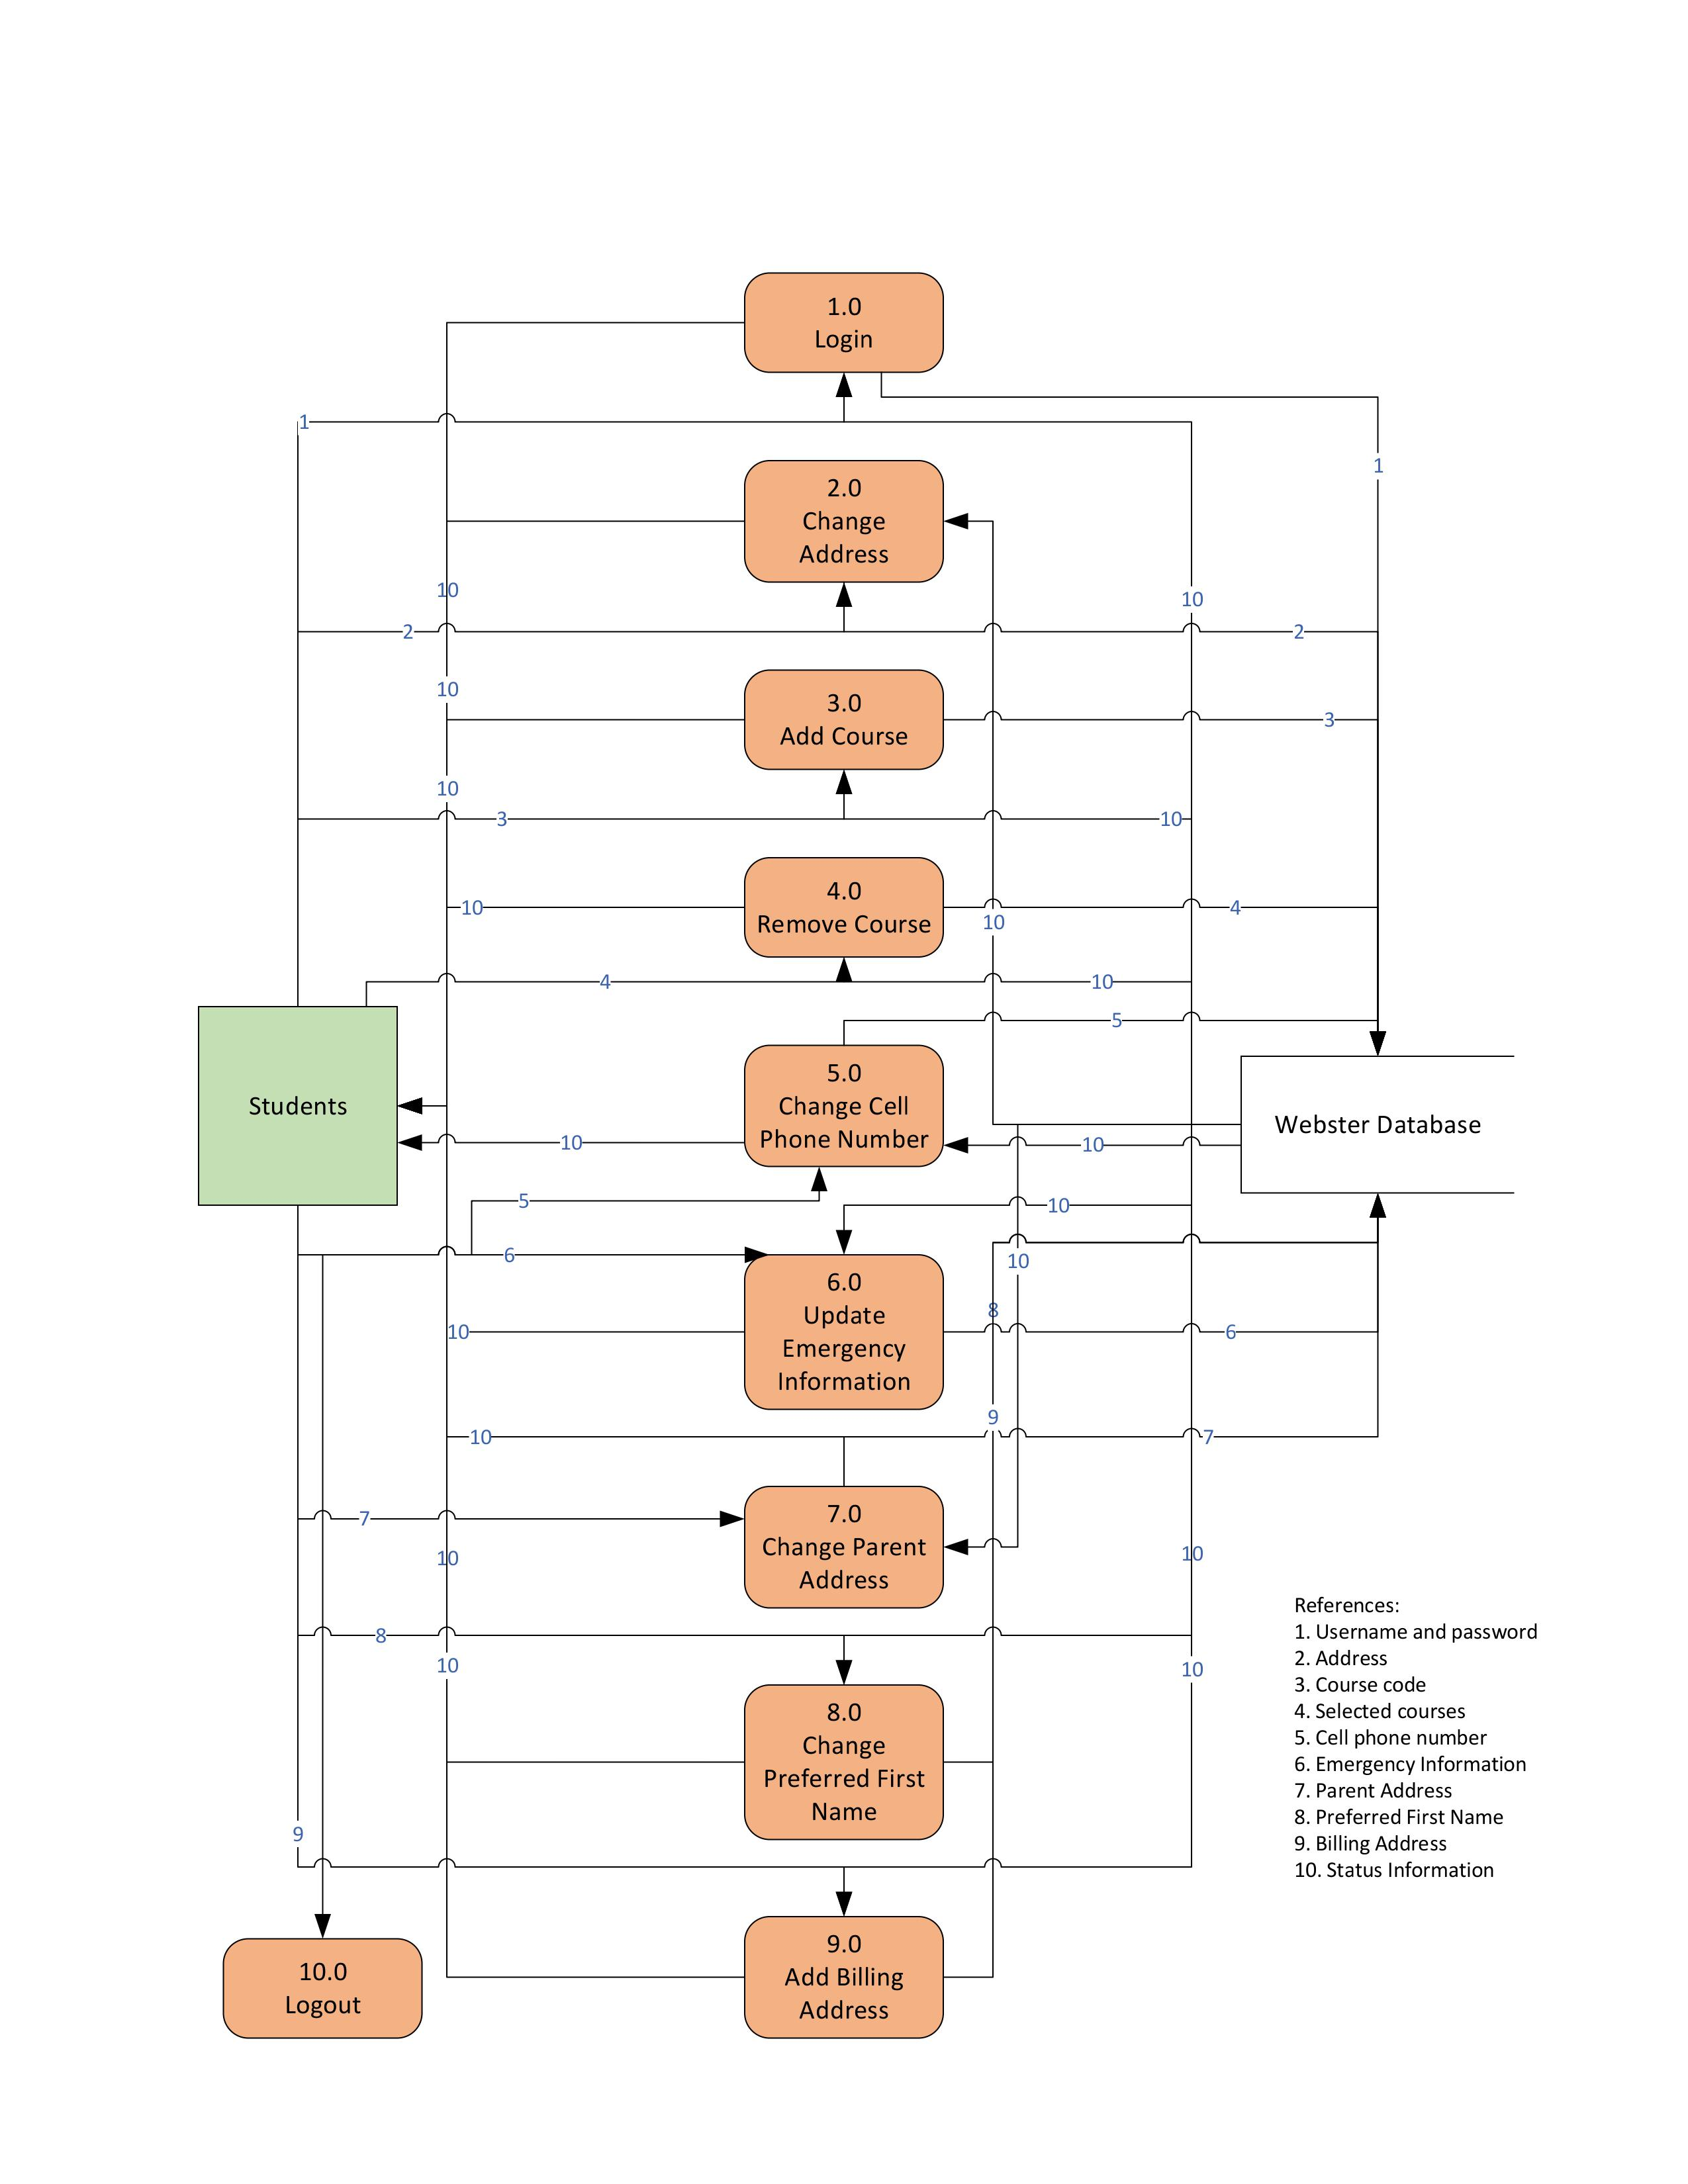 1.0
Login
1
1
2.0
Change
Address
10
10
2
2
10
3.0
Add Course
3
10
3
10
4.0
Remove Course
10
10
4
4
10
5
Students
5.0
Change Cell
Phone Number
Webster Database
10
10
5
10
6
10
6.0
Update
Emergency
Information
8
10
6
9
10
7
7
7.0
Change Parent
Address
10
10
References:
1. Username and password
8
2. Address
10
10
3. Course code
4. Selected courses
8.0
Change
Preferred First
Name
5. Cell phone number
6. Emergency Information
7. Parent Address
8. Preferred First Name
9
9. Billing Address
10. Status Information
9.0
Add Billing
Address
10.0
Logout